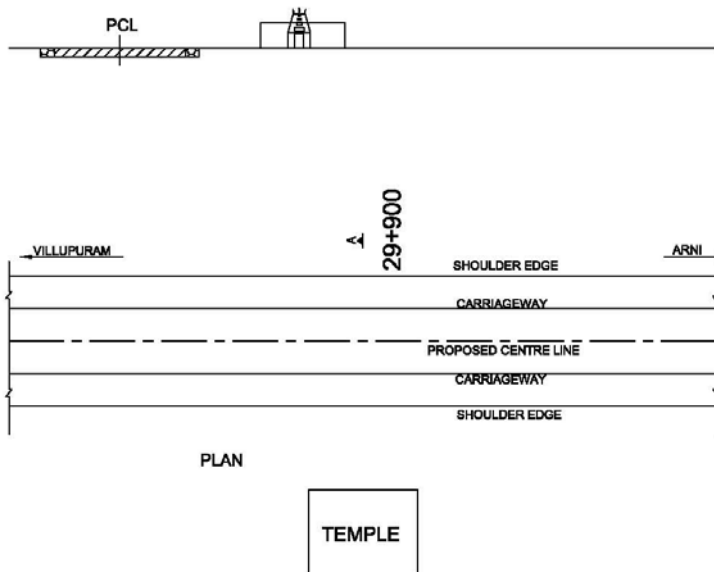 PCL
A
29+900
VILLUPURAM
ARNI
SHOULDER EDGE
CARRIAGEWAY
PROPOSED CENTRE LINE
CARRIAGEWAY
SHOULDER EDGE
PLAN
TEMPLE